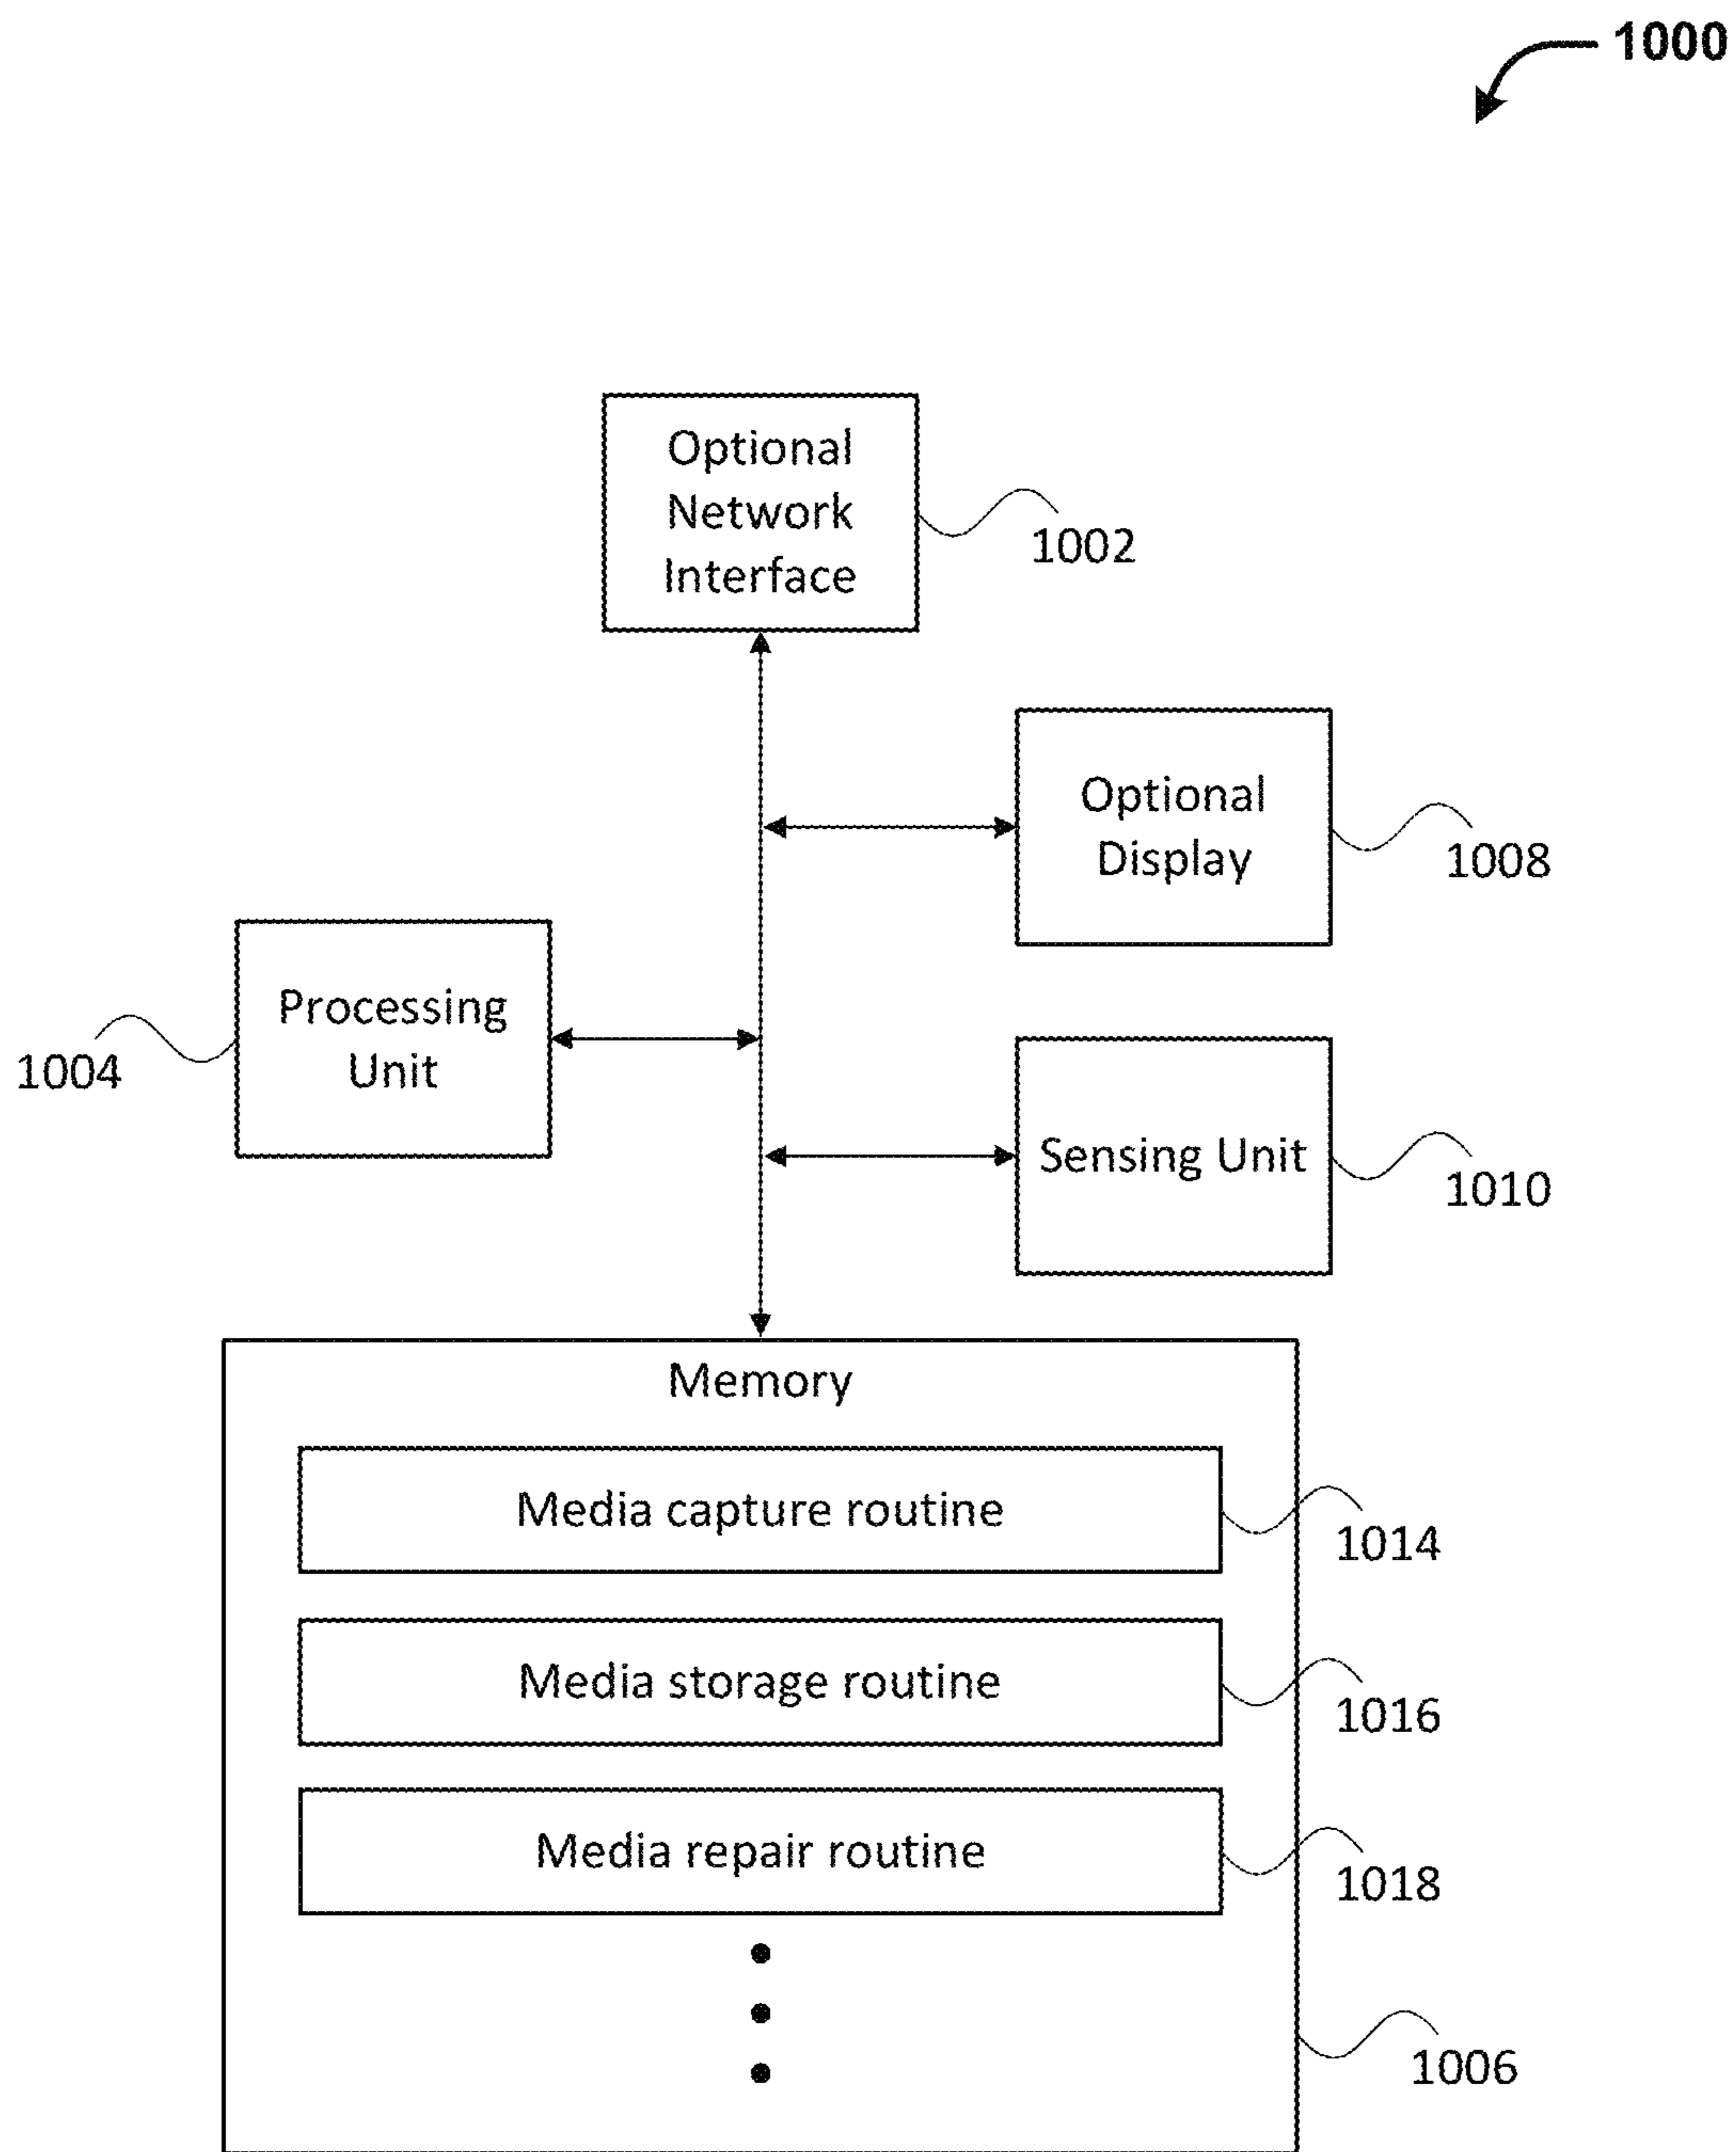 1000
Optional
Network
Interface
1002
Optional
Display
1008
Processing
Unit
1004
Sensing Unit
1010
Memory
Media capture routine
1014
Media storage routine
1016
Media repair routine
1018
1006